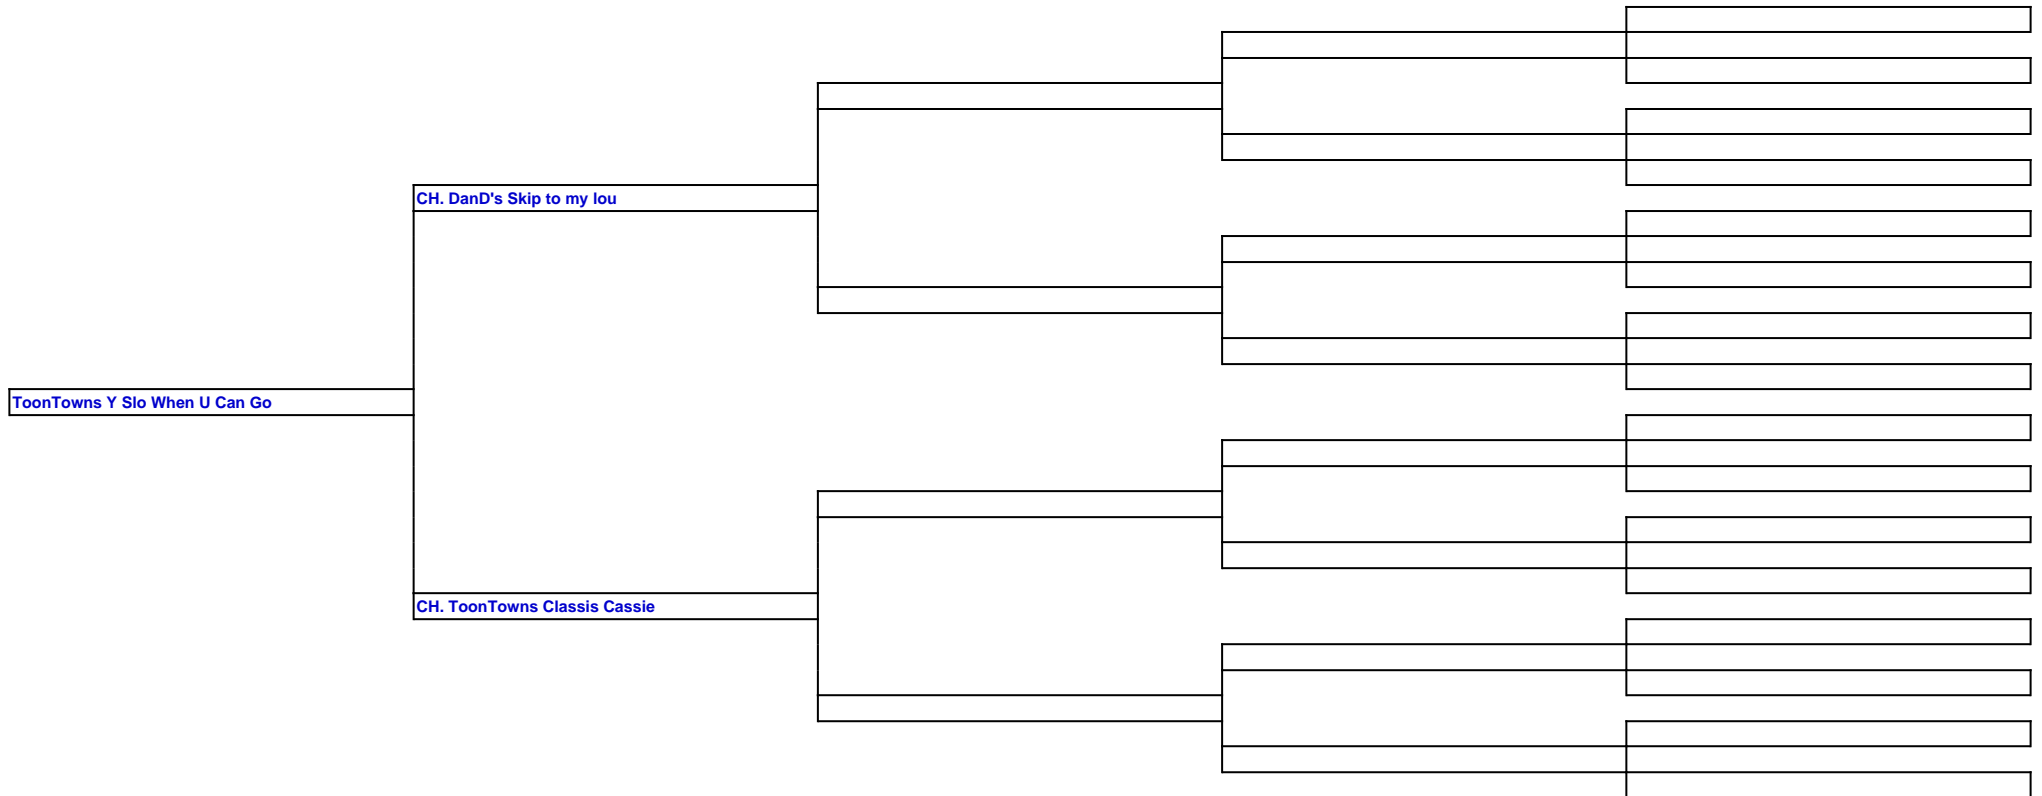 CH. DanD's Skip to my lou
ToonTowns Y Slo When U Can Go
CH. ToonTowns Classis Cassie